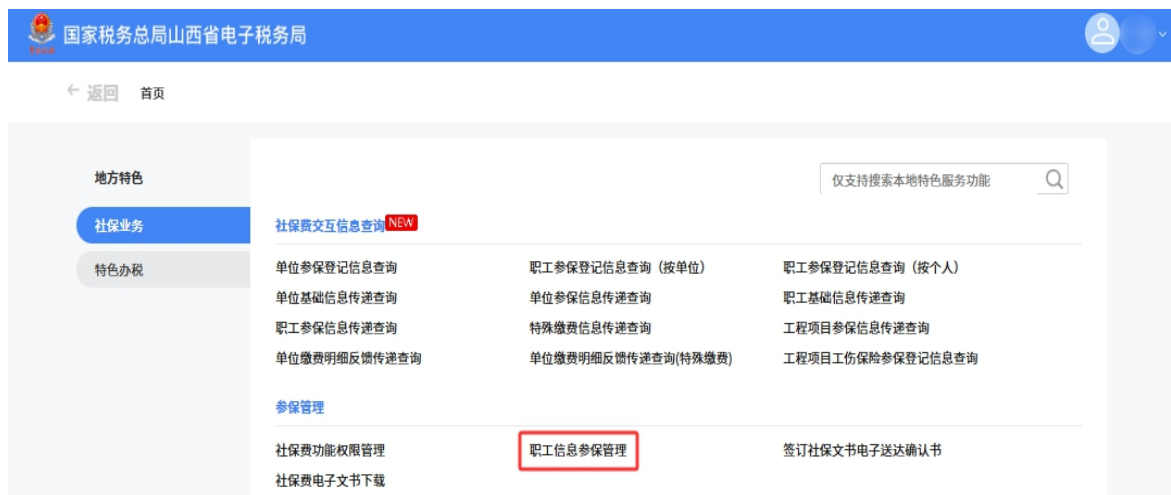 国家税务总局山西省电子税务局
返回 首页
地方特色
仅支持搜索本地特色服务功能
社保业务
社保费交互信息查询 NEW
特色办税
单位参保登记信息查询 职工参保登记信息查询（按单位） 职工参保登记信息查询（按个人）
单位基础信息传递查询 单位参保信息传递查询 职工基础信息传递查询
职工参保信息传递查询 特殊缴费信息传递查询 工程项目参保信息传递查询
单位缴费明细反馈传递查询 单位缴费明细反馈传递查询(特殊缴费) 工程项目工伤保险参保登记信息查询
参保管理
社保费功能权限管理 职工信息参保管理 签订社保文书电子送达确认书
社保费电子文书下载